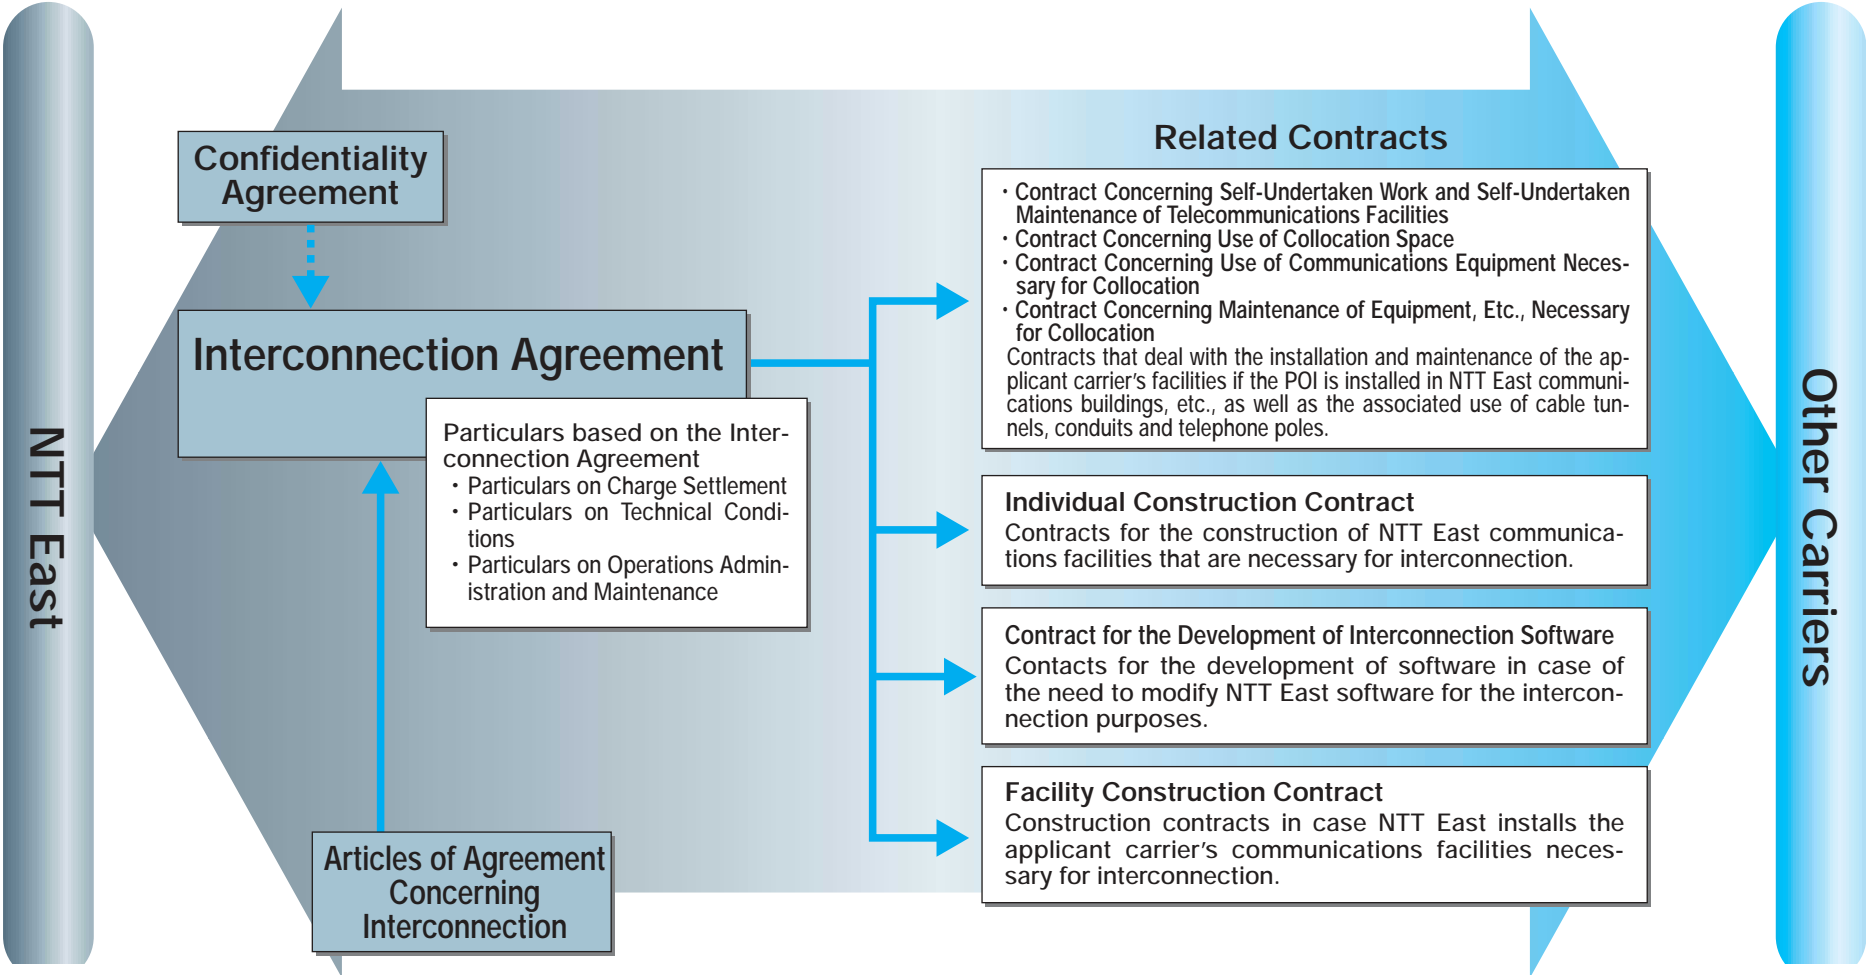 NTT East
Confidentiality
Agreement
Interconnection Agreement
Particulars based on the Inter-
connection Agreement
・Particulars on Charge Settlement
・Particulars on Technical Condi-
tions
・Particulars on Operations Admin-
istration and Maintenance
Articles of Agreement
Concerning
Interconnection
Related Contracts
・Contract Concerning Self-Undertaken Work and Self-Undertaken
Maintenance of Telecommunications Facilities
・Contract Concerning Use of Collocation Space
・Contract Concerning Use of Communications Equipment Neces-
sary for Collocation
・Contract Concerning Maintenance of Equipment, Etc., Necessary
for Collocation
Contracts that deal with the installation and maintenance of the ap-
plicant carrier's facilities if the POI is installed in NTT East communi-
cations buildings, etc., as well as the associated use of cable tun-
nels, conduits and telephone poles.
Individual Construction Contract
Contracts for the construction of NTT East communica-
tions facilities that are necessary for interconnection.
Contract for the Development of Interconnection Software
Contacts for the development of software in case of
the need to modify NTT East software for the intercon-
nection purposes.
Facility Construction Contract
Construction contracts in case NTT East installs the
applicant carrier's communications facilities neces-
sary for interconnection.
Other Carriers